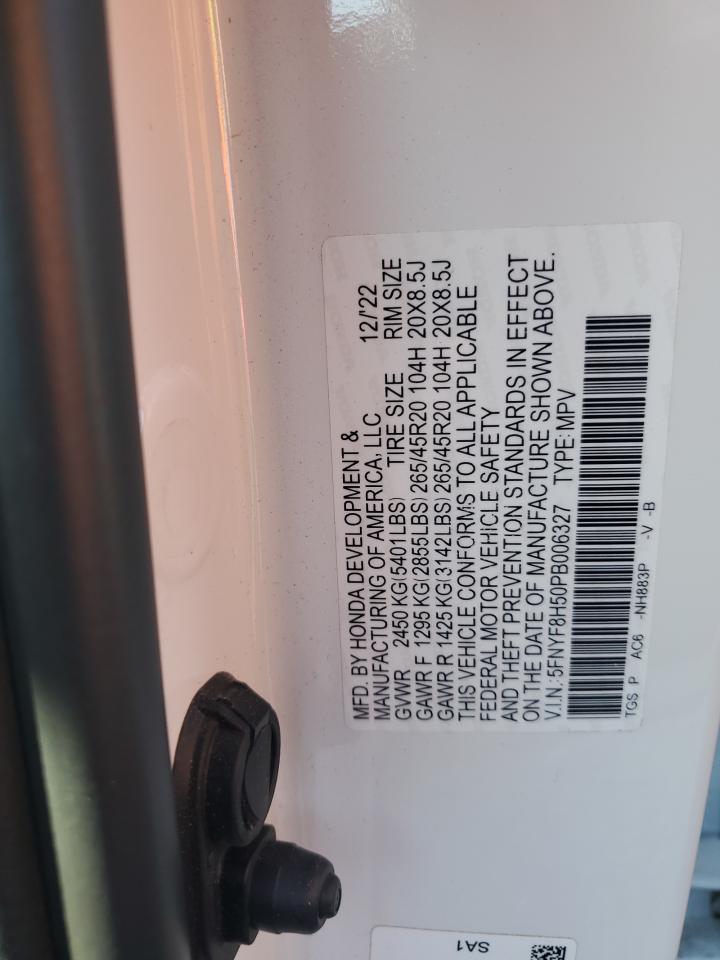 MFD. BY HONDA DEVELOPMENT &
MANUFACTURING OF AMERICA, LLC 12/'22
GVWR 2450 KG(5401LBS) TIRE SIZE RIM SIZE
GAWR F 1295 KG(2855LBS) 265/45R20 104H 20X8.5J
GAWR R 1425 KG(3142LBS) 265/45R20 104H 20X8.5J
THIS VEHICLE CONFORMS TO ALL APPLICABLE
FEDERAL MOTOR VEHICLE SAFETY
AND THEFT PREVENTION STANDARDS IN EFFECT
ON THE DATE OF MANUFACTURE SHOWN ABOVE.
V.I.N.:5FNYF8H50PB006327 TYPE:MPV
TGS P AC6 -NH883P -V -B
SA1